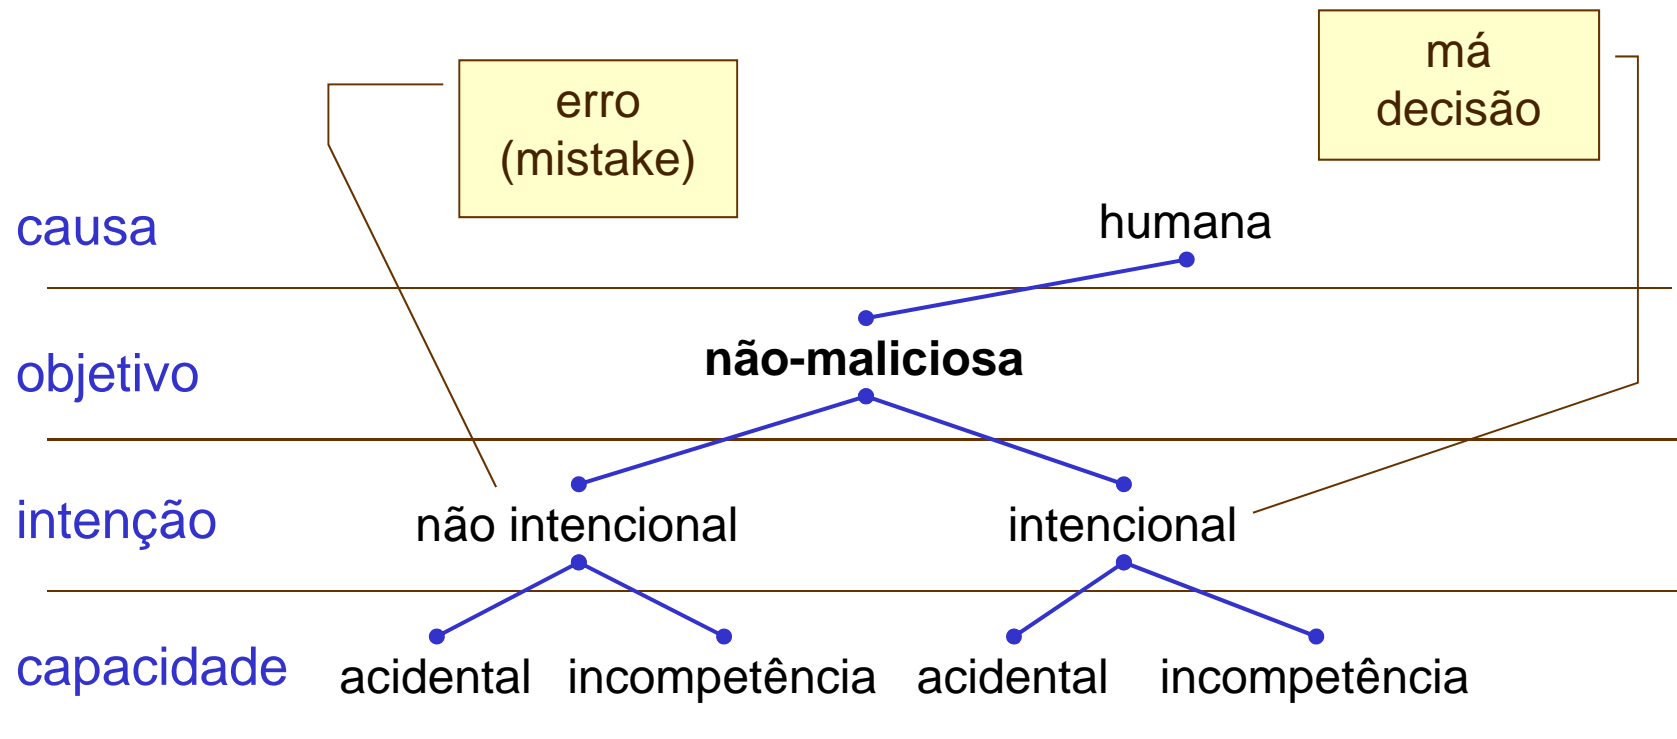 má
decisão
erro
(mistake)
causa
humana
objetivo
não-maliciosa
intenção
não intencional
intencional
capacidade
acidental
incompetência
acidental
incompetência